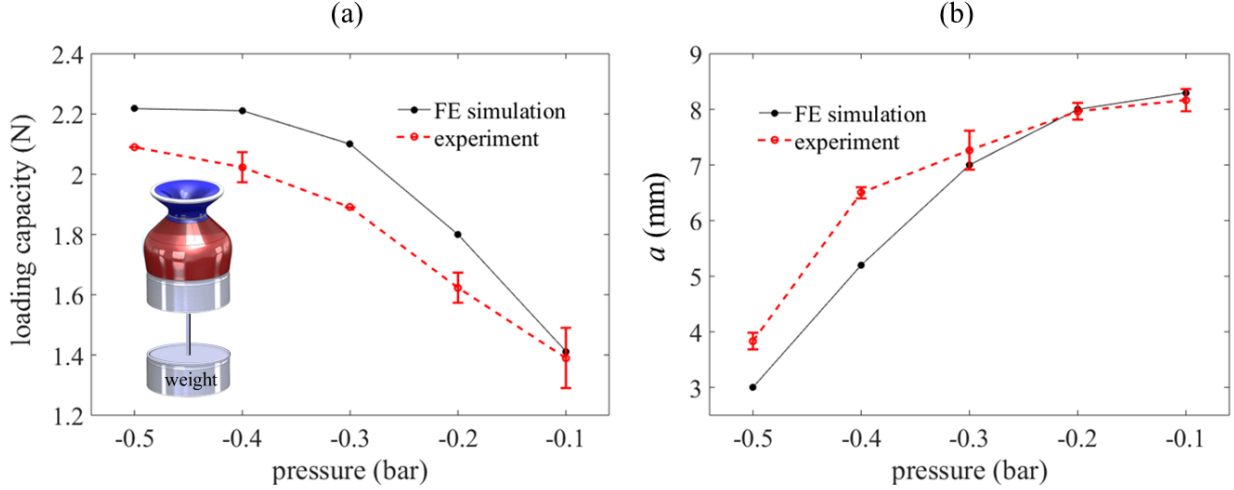 (a)
2.4
2.2
2
1.8
1.6
1.4
1.2
loading capacity (N)
FE simulation
experiment
weight
-0.5 -0.4 -0.3 -0.2 -0.1
pressure (bar)
(b)
9
8
7
6
5
4
3
a (mm)
FE simulation
experiment
-0.5 -0.4 -0.3 -0.2 -0.1
pressure (bar)